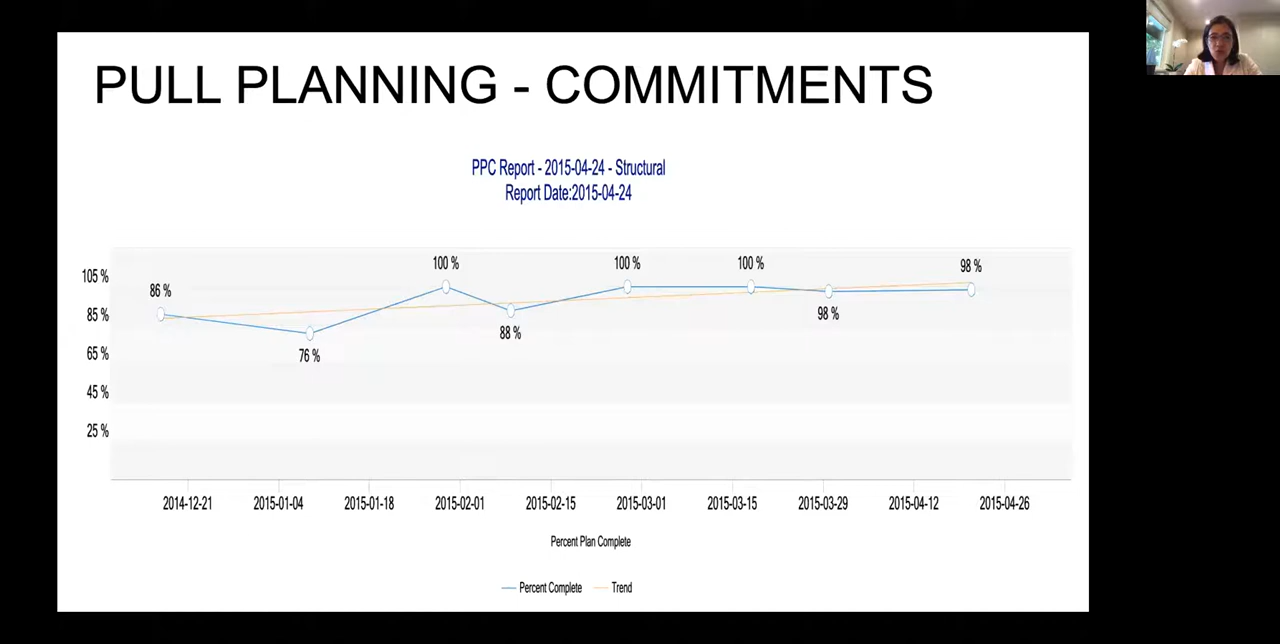 PULL PLANNING - COMMITMENTS
PPC Report - 2015-04-24 - Structural
Report Date:2015-04-24
105 %
85 %
65 %
45 %
25 %
86 %
76 %
100 %
88 %
100 %
100 %
98 %
98 %
2014-12-21 2015-01-04 2015-01-18 2015-02-01 2015-02-15 2015-03-01 2015-03-15 2015-03-29 2015-04-12 2015-04-26
Percent Plan Complete
Percent Complete Trend